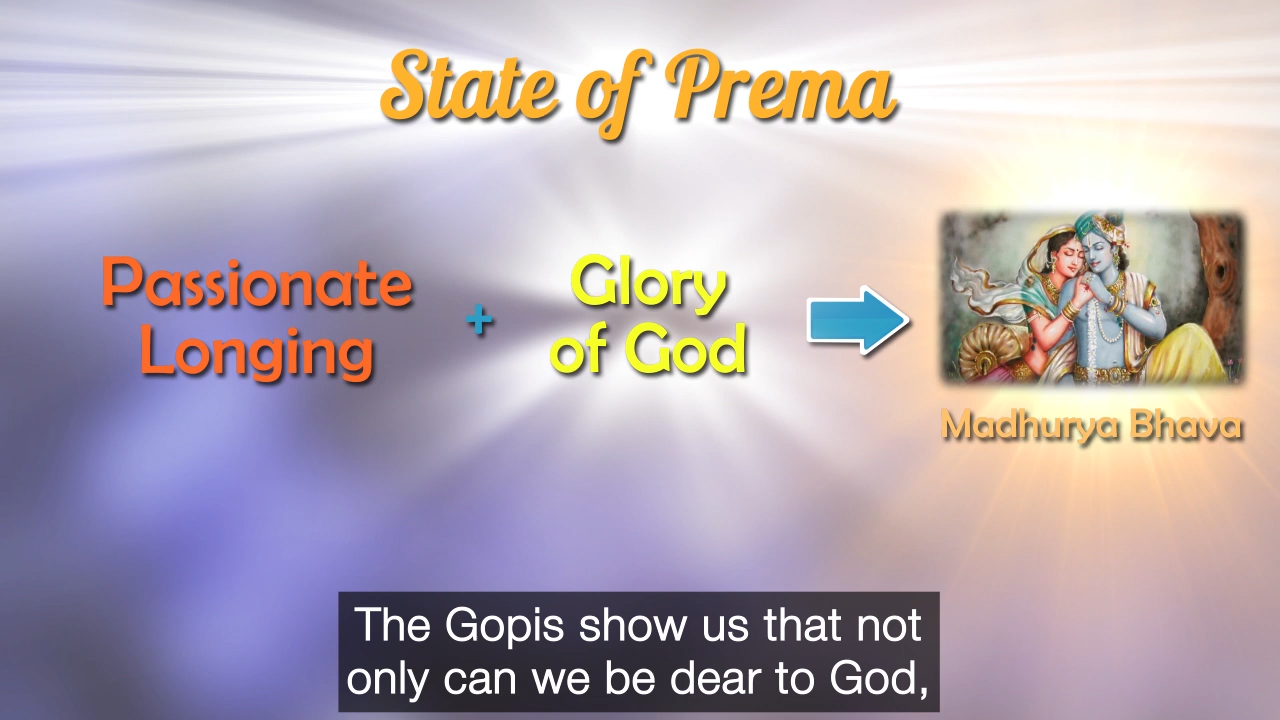 State of Prema
Passionate
Longing
+
Glory
of God
Madhurya Bhava
The Gopis show us that not
only can we be dear to God,